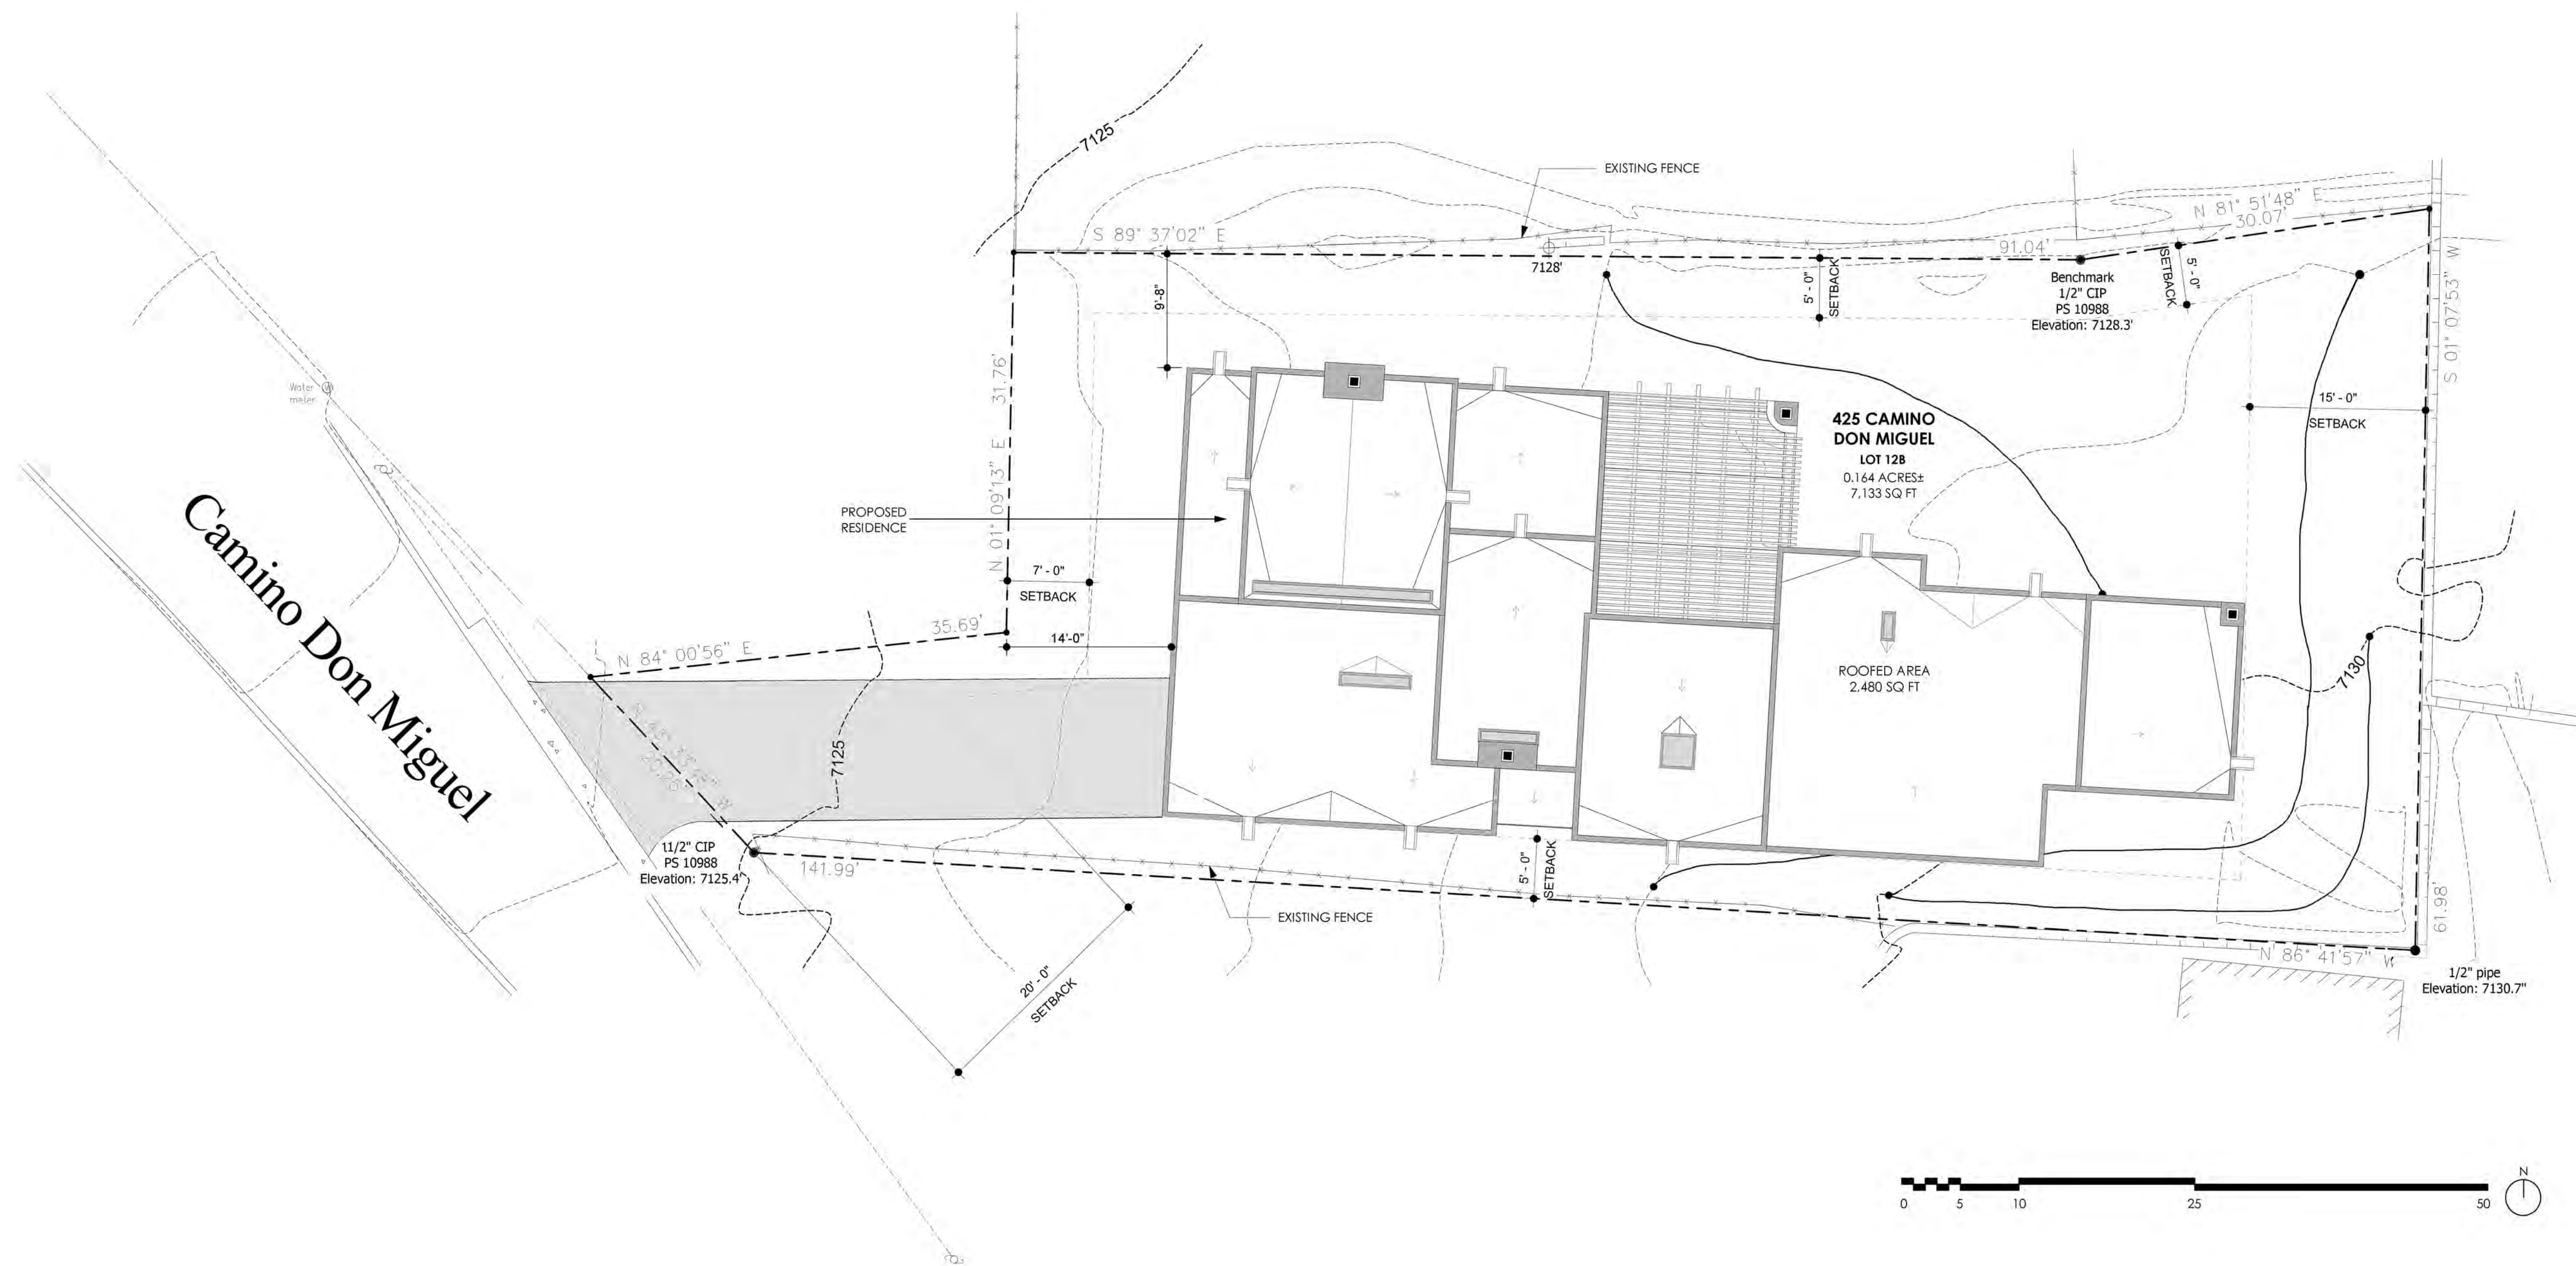 7125
EXISTING FENCE
N 81° 51'48" E
30.07'
S 89° 37'02" E
91.04'
7128'
9'-8"
5' - 0"
SETBACK
5' - 0"
SETBACK
Benchmark
1/2" CIP
PS 10988
Elevation: 7128.3'
S 01° 07'53" W
Water
meter
N 01° 09'13" E 31.76'
15' - 0"
SETBACK
425 CAMINO
DON MIGUEL
LOT 12B
0.164 ACRES±
7,133 SQ FT
PROPOSED
RESIDENCE
Camino Don Miguel
7' - 0"
SETBACK
14'-0"
N 84° 00'56" E
35.69'
ROOFED AREA
2,480 SQ FT
7130
7125
11/2" CIP
PS 10988
Elevation: 7125.4'
141.99'
5' - 0"
SETBACK
EXISTING FENCE
61.98'
N 86° 41'57" W
1/2" pipe
Elevation: 7130.7"
20' - 0"
SETBACK
N
0 5 10 25 50